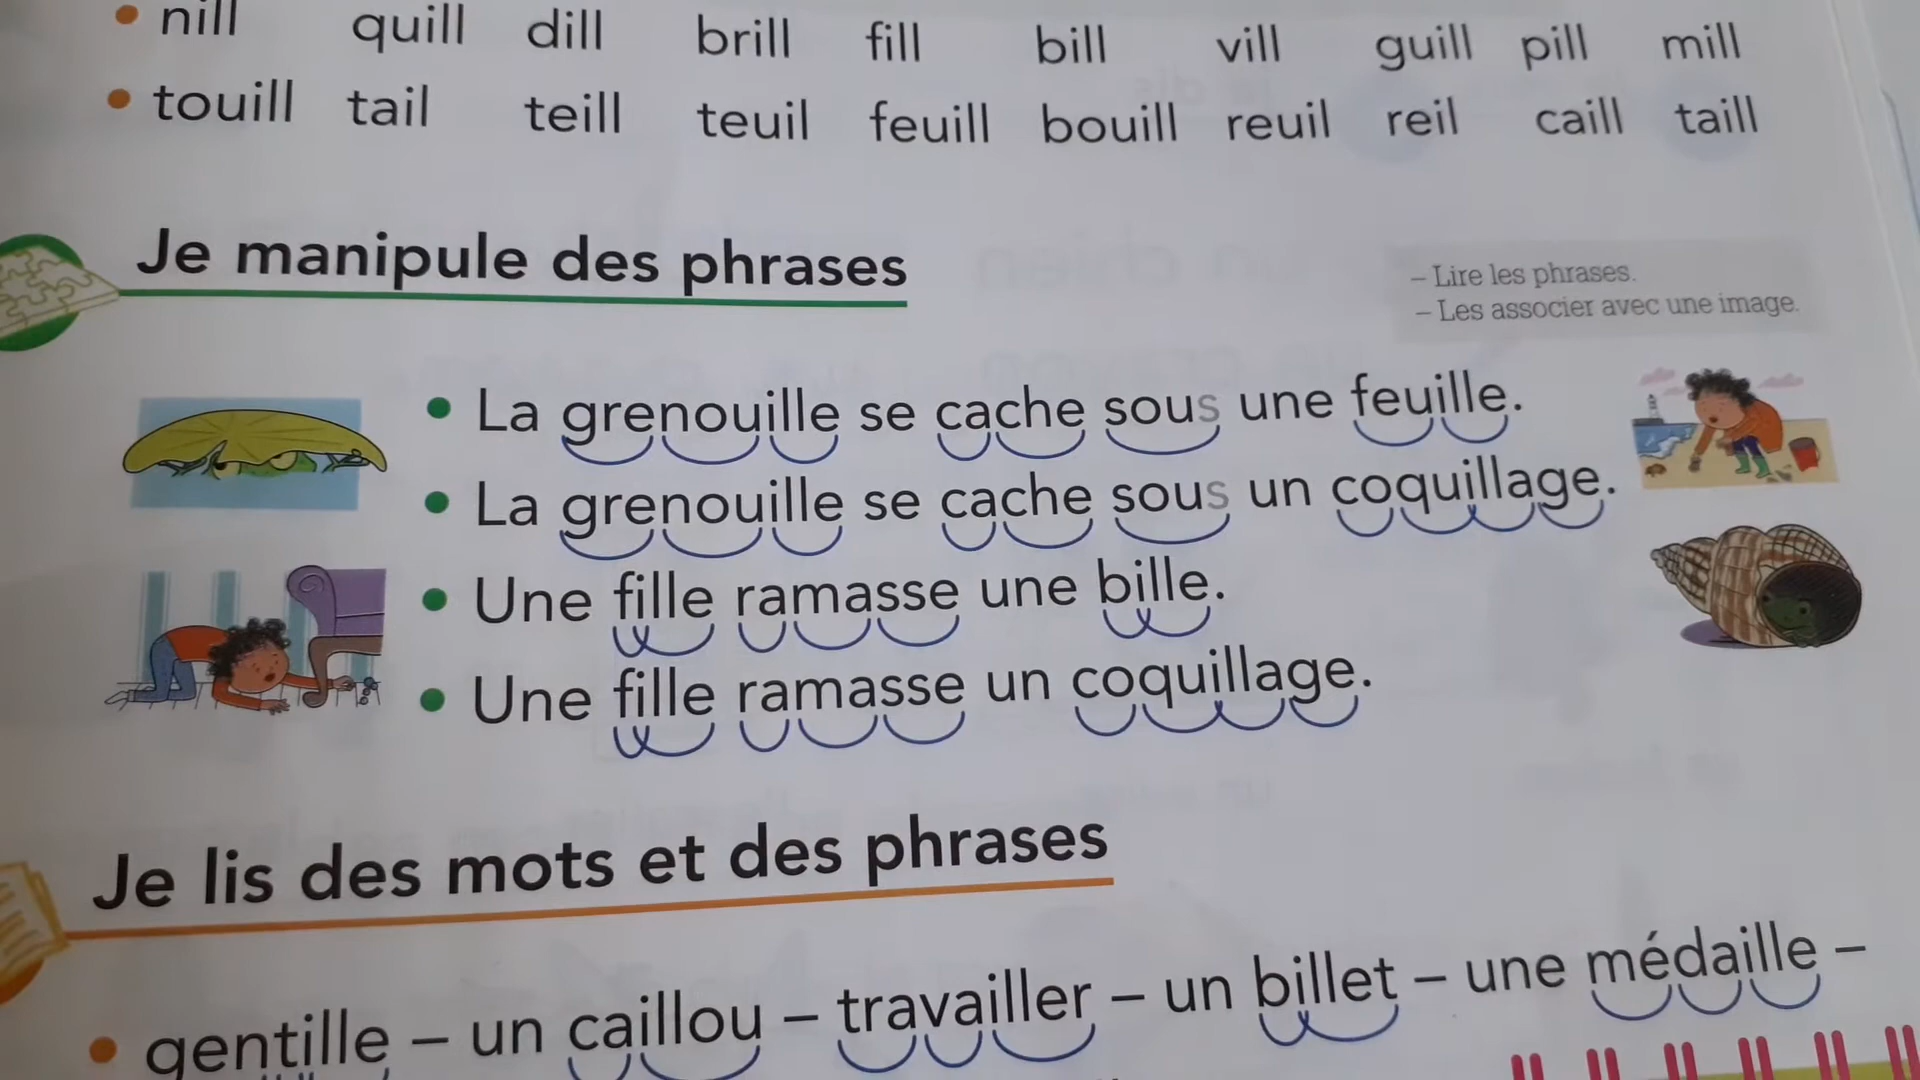 • nill quill dill brill fill bill vill guill pill mill
• touill tail teill teuil feuill bouill reuil reil caill taill
Je manipule des phrases
– Lire les phrases.
– Les associer avec une image.
• La grenouille se cache sous une feuille.
• La grenouille se cache sous un coquillage.
• Une fille ramasse une bille.
• Une fille ramasse un coquillage.
Je lis des mots et des phrases
• gentille – un caillou – travailler – un billet – une médaille –